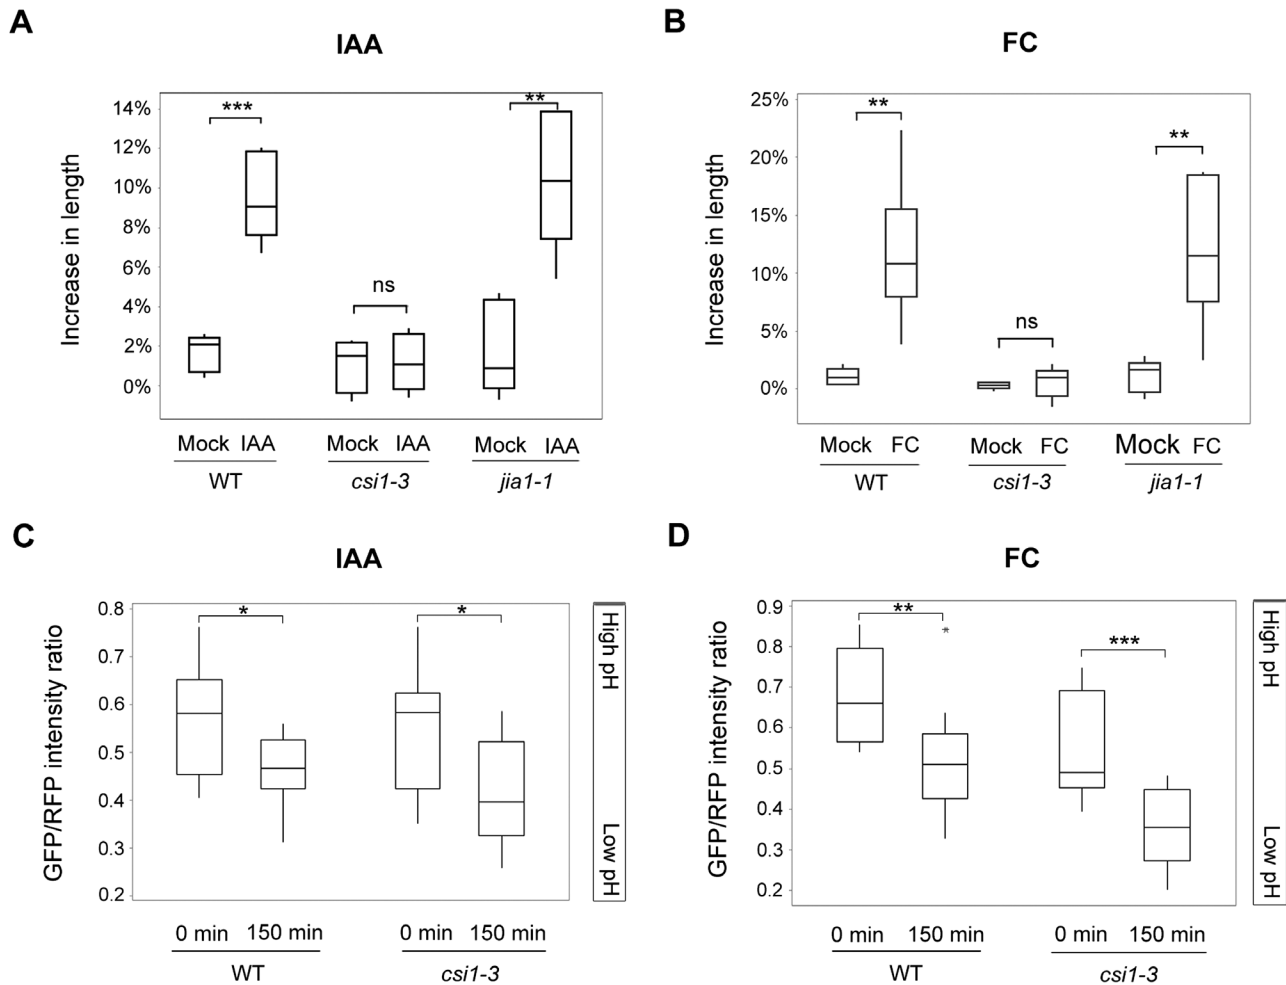 A
IAA
Increase in length
14%
12%
10%
8%
6%
4%
2%
0%
***
ns
**
Mock IAA Mock IAA Mock IAA
WT csi1-3 jia1-1
B
FC
Increase in length
25%
20%
15%
10%
5%
0%
**
ns
**
Mock FC Mock FC Mock FC
WT csi1-3 jia1-1
C
IAA
GFP/RFP intensity ratio
0.8
0.7
0.6
0.5
0.4
0.3
0.2
*
*
High pH
Low pH
0 min 150 min 0 min 150 min
WT csi1-3
D
FC
GFP/RFP intensity ratio
0.9
0.8
0.7
0.6
0.5
0.4
0.3
0.2
**
*
***
High pH
Low pH
0 min 150 min 0 min 150 min
WT csi1-3